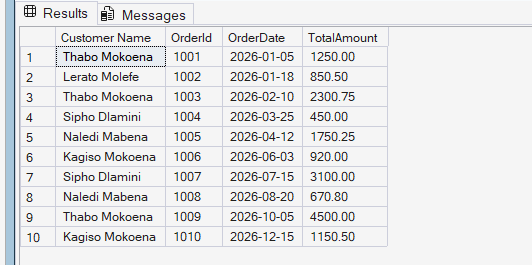 Results Messages
Customer Name OrderId OrderDate TotalAmount
1 Thabo Mokoena 1001 2026-01-05 1250.00
2 Lerato Molefe 1002 2026-01-18 850.50
3 Thabo Mokoena 1003 2026-02-10 2300.75
4 Sipho Dlamini 1004 2026-03-25 450.00
5 Naledi Mabena 1005 2026-04-12 1750.25
6 Kagiso Mokoena 1006 2026-06-03 920.00
7 Sipho Dlamini 1007 2026-07-15 3100.00
8 Naledi Mabena 1008 2026-08-20 670.80
9 Thabo Mokoena 1009 2026-10-05 4500.00
10 Kagiso Mokoena 1010 2026-12-15 1150.50